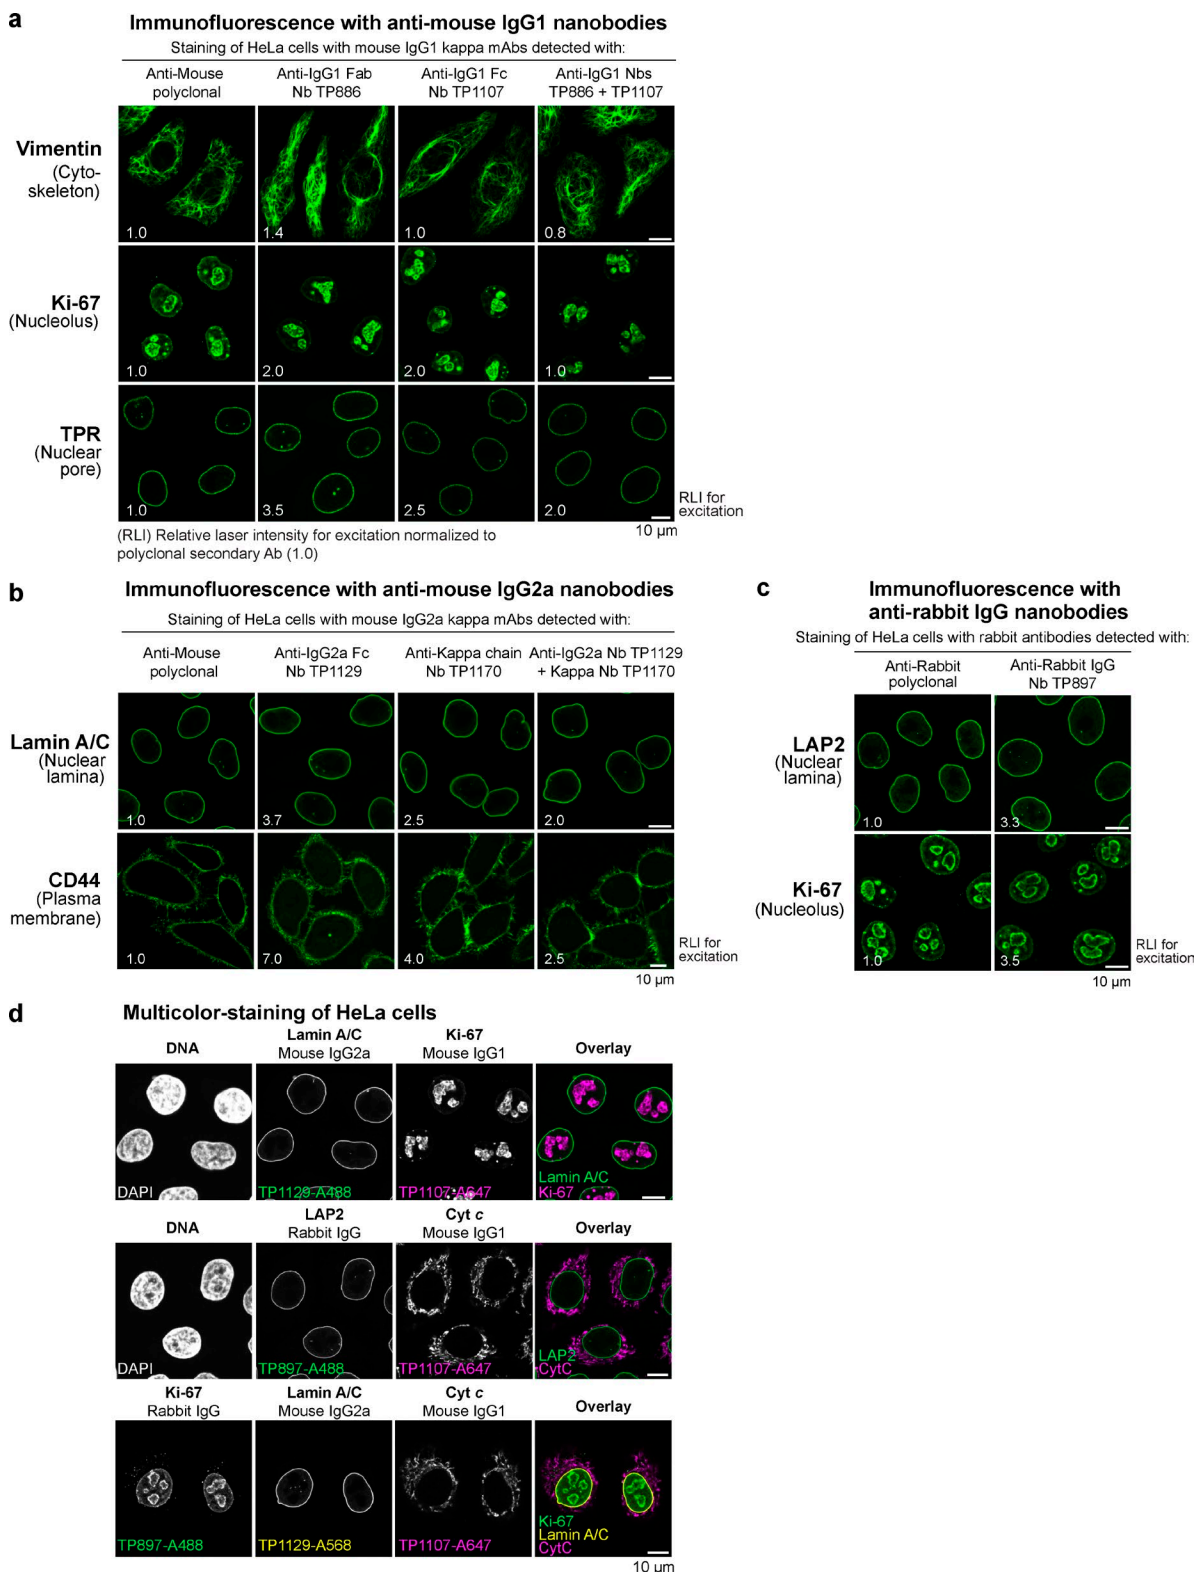 a
Immunofluorescence with anti-mouse IgG1 nanobodies
Staining of HeLa cells with mouse IgG1 kappa mAbs detected with:
Anti-Mouse polyclonal
Anti-IgG1 Fab Nb TP886
Anti-IgG1 Fc Nb TP1107
Anti-IgG1 Nbs TP886 + TP1107
Vimentin
(Cyto-
skeleton)
1.0
1.4
1.0
0.8
Ki-67
(Nucleolus)
1.0
2.0
2.0
1.0
TPR
(Nuclear
pore)
1.0
3.5
2.5
2.0
RLI for
excitation
10 µm
(RLI) Relative laser intensity for excitation normalized to
polyclonal secondary Ab (1.0)
b
Immunofluorescence with anti-mouse IgG2a nanobodies
Staining of HeLa cells with mouse IgG2a kappa mAbs detected with:
Anti-Mouse polyclonal
Anti-IgG2a Fc Nb TP1129
Anti-Kappa chain Nb TP1170
Anti-IgG2a Nb TP1129 + Kappa Nb TP1170
Lamin A/C
(Nuclear
lamina)
1.0
3.7
2.5
2.0
CD44
(Plasma
membrane)
1.0
7.0
4.0
2.5
RLI for
excitation
10 µm
c
Immunofluorescence with
anti-rabbit IgG nanobodies
Staining of HeLa cells with rabbit antibodies detected with:
Anti-Rabbit polyclonal
Anti-Rabbit IgG Nb TP897
LAP2
(Nuclear
lamina)
1.0
3.3
Ki-67
(Nucleolus)
1.0
3.5
RLI for
excitation
10 µm
d
Multicolor-staining of HeLa cells
DNA
Lamin A/C
Mouse IgG2a
Ki-67
Mouse IgG1
Overlay
DAPI
TP1129-A488
TP1107-A647
Lamin A/C
Ki-67
DNA
LAP2
Rabbit IgG
Cyt c
Mouse IgG1
Overlay
DAPI
TP897-A488
TP1107-A647
LAP2
CytC
Ki-67
Rabbit IgG
Lamin A/C
Mouse IgG2a
Cyt c
Mouse IgG1
Overlay
TP897-A488
TP1129-A568
TP1107-A647
Ki-67
Lamin A/C
CytC
10 µm